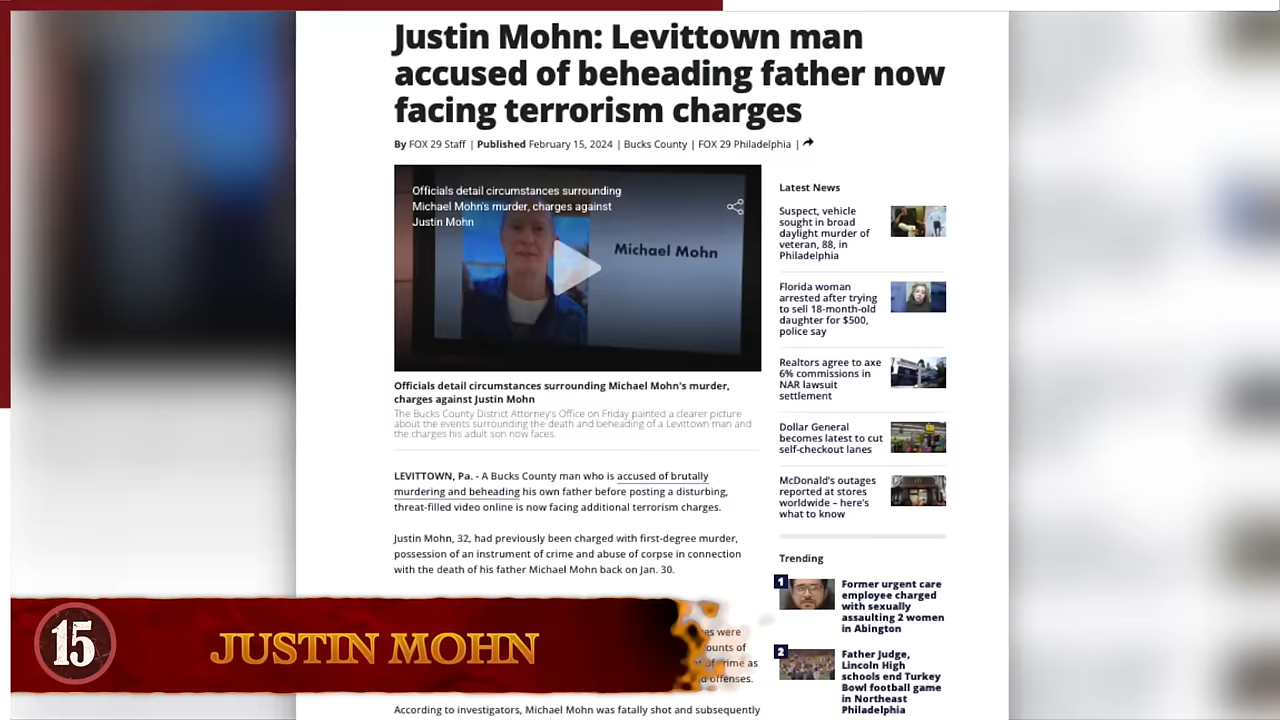 Justin Mohn: Levittown man
accused of beheading father now
facing terrorism charges
By FOX 29 Staff | Published February 15, 2024 | Bucks County | FOX 29 Philadelphia |
Officials detail circumstances surrounding
Michael Mohn's murder, charges against
Justin Mohn
Michael Mohn
Officials detail circumstances surrounding Michael Mohn's murder,
charges against Justin Mohn
The Bucks County District Attorney's Office on Friday painted a clearer picture
about the events surrounding the death and beheading of a Levittown man and
the charges his adult son now faces.
LEVITTOWN, Pa. - A Bucks County man who is accused of brutally
murdering and beheading his own father before posting a disturbing,
threat-filled video online is now facing additional terrorism charges.
Justin Mohn, 32, had previously been charged with first-degree murder,
possession of an instrument of crime and abuse of corpse in connection
with the death of his father Michael Mohn back on Jan. 30.
were
of
as
offenses.
According to investigators, Michael Mohn was fatally shot and subsequently
Latest News
Suspect, vehicle
sought in broad
daylight murder of
veteran, 88, in
Philadelphia
Florida woman
arrested after trying
to sell 18-month-old
daughter for $500,
police say
Realtors agree to axe
6% commissions in
NAR lawsuit
settlement
Dollar General
becomes latest to cut
self-checkout lanes
McDonald's outages
reported at stores
worldwide – here's
what to know
Trending
1
Former urgent care
employee charged
with sexually
assaulting 2 women
in Abington
2
Father Judge,
Lincoln High
schools end Turkey
Bowl football game
in Northeast
Philadelphia
15
JUSTIN MOHN